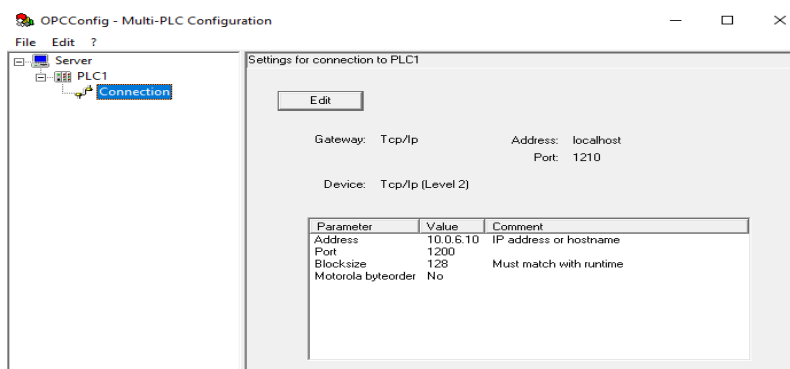 OPCConfig - Multi-PLC Configuration
File Edit ?
Server
PLC1
Connection
Settings for connection to PLC1
Edit
Gateway: Tcp/Ip Address: localhost
Port: 1210
Device: Tcp/Ip (Level 2)
Parameter Value Comment
Address 10.0.6.10 IP address or hostname
Port 1200
Blocksize 128 Must match with runtime
Motorola byteorder No